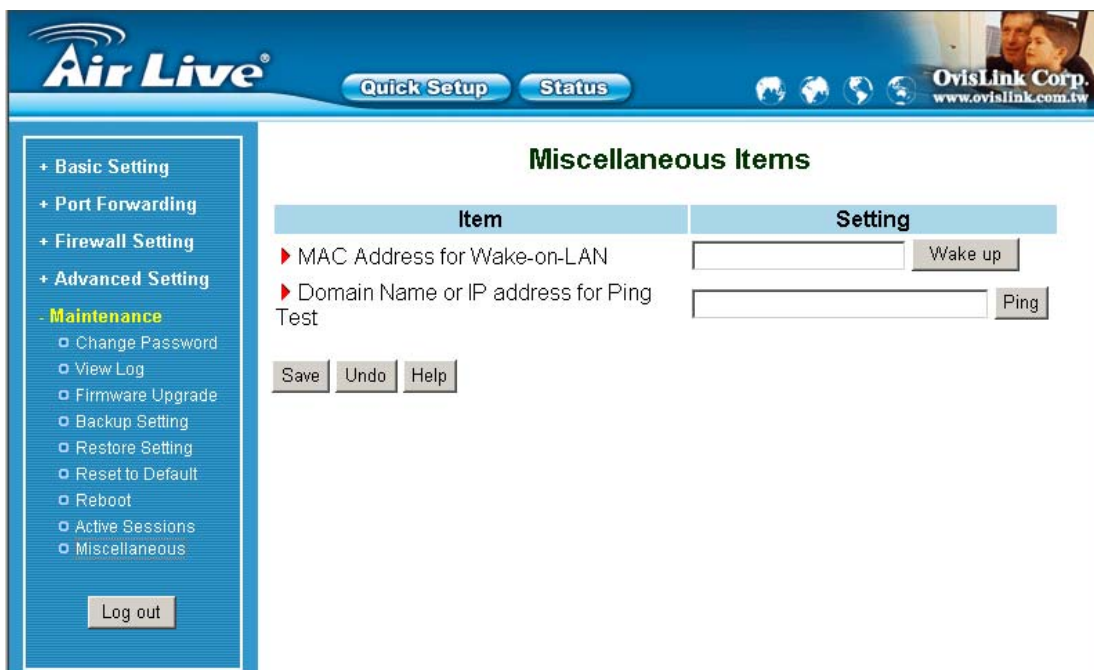 Air Live®
Quick Setup
Status
OvisLink Corp.
www.ovislink.com.tw
+ Basic Setting
+ Port Forwarding
+ Firewall Setting
+ Advanced Setting
- Maintenance
Change Password
View Log
Firmware Upgrade
Backup Setting
Restore Setting
Reset to Default
Reboot
Active Sessions
Miscellaneous
Log out
Miscellaneous Items
Item Setting
MAC Address for Wake-on-LAN Wake up
Domain Name or IP address for Ping
Test
Ping
Save Undo Help